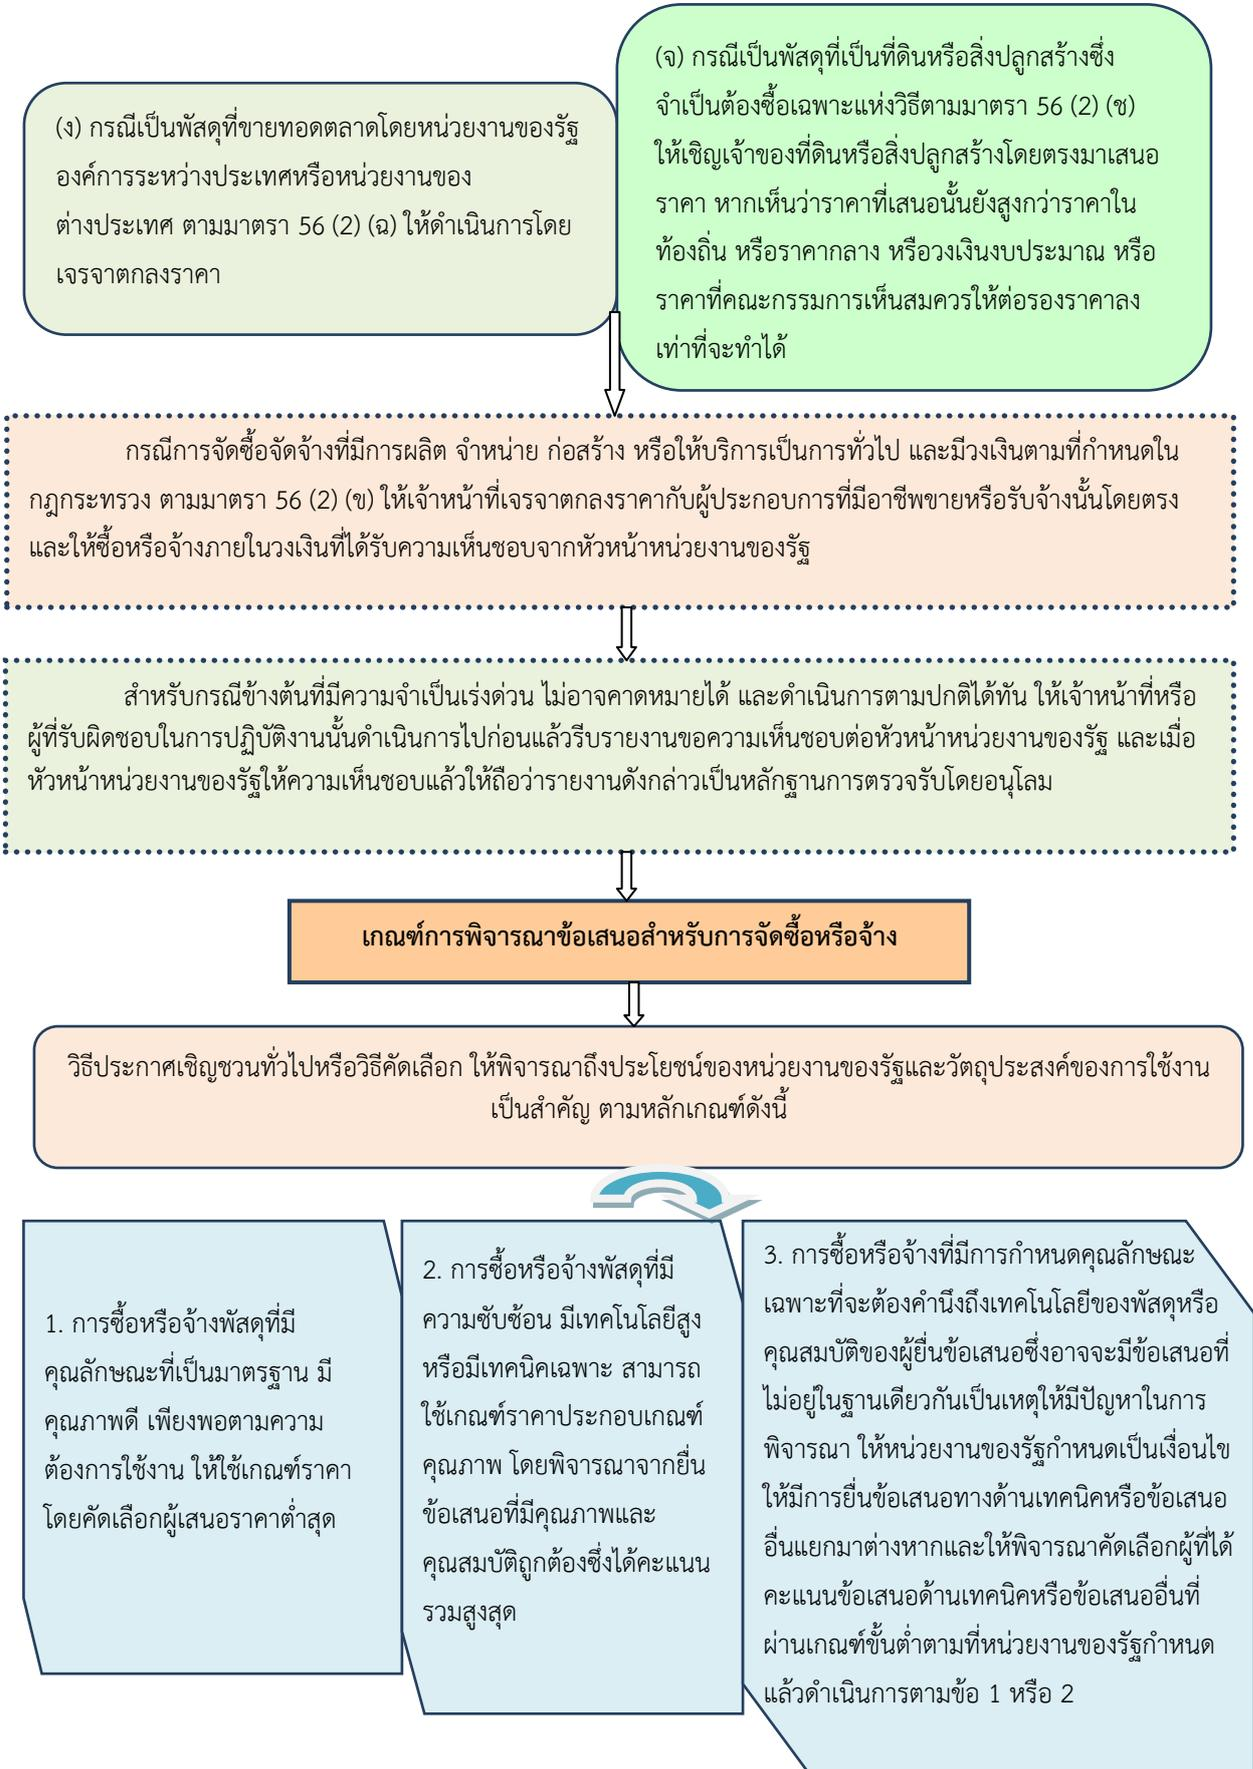 (ง) กรณีเป็นพัสดุที่ขายทอดตลาดโดยหน่วยงานของรัฐ
องค์การระหว่างประเทศหรือหน่วยงานของ
ต่างประเทศ ตามมาตรา 56 (2) (ฉ) ให้ดำเนินการโดย
เจรจาตกลงราคา
(จ) กรณีเป็นพัสดุที่เป็นที่ดินหรือสิ่งปลูกสร้างซึ่ง
จำเป็นต้องซื้อเฉพาะแห่งวิธีตามมาตรา 56 (2) (ช)
ให้เชิญเจ้าของที่ดินหรือสิ่งปลูกสร้างโดยตรงมาเสนอ
ราคา หากเห็นว่าราคาที่เสนอนั้นยังสูงกว่าราคาใน
ท้องถิ่น หรือราคากลาง หรือวงเงินงบประมาณ หรือ
ราคาที่คณะกรรมการเห็นสมควรให้ต่อรองราคาลง
เท่าที่จะทำได้
กรณีการจัดซื้อจัดจ้างที่มีการผลิต จำหน่าย ก่อสร้าง หรือให้บริการเป็นการทั่วไป และมีวงเงินตามที่กำหนดใน
กฎกระทรวง ตามมาตรา 56 (2) (ข) ให้เจ้าหน้าที่เจรจาตกลงราคากับผู้ประกอบการที่มีอาชีพขายหรือรับจ้างนั้นโดยตรง
และให้ซื้อหรือจ้างภายในวงเงินที่ได้รับความเห็นชอบจากหัวหน้าหน่วยงานของรัฐ
สำหรับกรณีข้างต้นที่มีความจำเป็นเร่งด่วน ไม่อาจคาดหมายได้ และดำเนินการตามปกติได้ทัน ให้เจ้าหน้าที่หรือ
ผู้ที่รับผิดชอบในการปฏิบัติงานนั้นดำเนินการไปก่อนแล้วรีบรายงานขอความเห็นชอบต่อหัวหน้าหน่วยงานของรัฐ และเมื่อ
หัวหน้าหน่วยงานของรัฐให้ความเห็นชอบแล้วให้ถือว่ารายงานดังกล่าวเป็นหลักฐานการตรวจรับโดยอนุโลม
เกณฑ์การพิจารณาข้อเสนอสำหรับการจัดซื้อหรือจ้าง
วิธีประกาศเชิญชวนทั่วไปหรือวิธีคัดเลือก ให้พิจารณาถึงประโยชน์ของหน่วยงานของรัฐและวัตถุประสงค์ของการใช้งาน
เป็นสำคัญ ตามหลักเกณฑ์ดังนี้
1. การซื้อหรือจ้างพัสดุที่มี
คุณลักษณะที่เป็นมาตรฐาน มี
คุณภาพดี เพียงพอตามความ
ต้องการใช้งาน ให้ใช้เกณฑ์ราคา
โดยคัดเลือกผู้เสนอราคาต่ำสุด
2. การซื้อหรือจ้างพัสดุที่มี
ความซับซ้อน มีเทคโนโลยีสูง
หรือมีเทคนิคเฉพาะ สามารถ
ใช้เกณฑ์ราคาประกอบเกณฑ์
คุณภาพ โดยพิจารณาจากยื่น
ข้อเสนอที่มีคุณภาพและ
คุณสมบัติถูกต้องซึ่งได้คะแนน
รวมสูงสุด
3. การซื้อหรือจ้างที่มีการกำหนดคุณลักษณะ
เฉพาะที่จะต้องคำนึงถึงเทคโนโลยีของพัสดุหรือ
คุณสมบัติของผู้ยื่นข้อเสนอซึ่งอาจจะมีข้อเสนอที่
ไม่อยู่ในฐานเดียวกันเป็นเหตุให้มีปัญหาในการ
พิจารณา ให้หน่วยงานของรัฐกำหนดเป็นเงื่อนไข
ให้มีการยื่นข้อเสนอทางด้านเทคนิคหรือข้อเสนอ
อื่นแยกมาต่างหากและให้พิจารณาคัดเลือกผู้ที่ได้
คะแนนข้อเสนอด้านเทคนิคหรือข้อเสนออื่นที่
ผ่านเกณฑ์ขั้นต่ำตามที่หน่วยงานของรัฐกำหนด
แล้วดำเนินการตามข้อ 1 หรือ 2